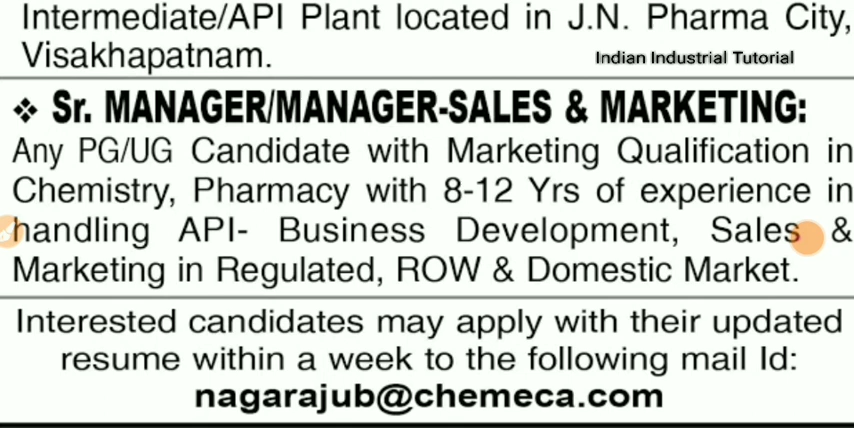 Intermediate/API Plant located in J.N. Pharma City,
Visakhapatnam.
Indian Industrial Tutorial
❖ Sr. MANAGER/MANAGER-SALES & MARKETING:
Any PG/UG Candidate with Marketing Qualification in
Chemistry, Pharmacy with 8-12 Yrs of experience in
handling API- Business Development, Sales &
Marketing in Regulated, ROW & Domestic Market.
Interested candidates may apply with their updated
resume within a week to the following mail Id:
nagarajub@chemeca.com